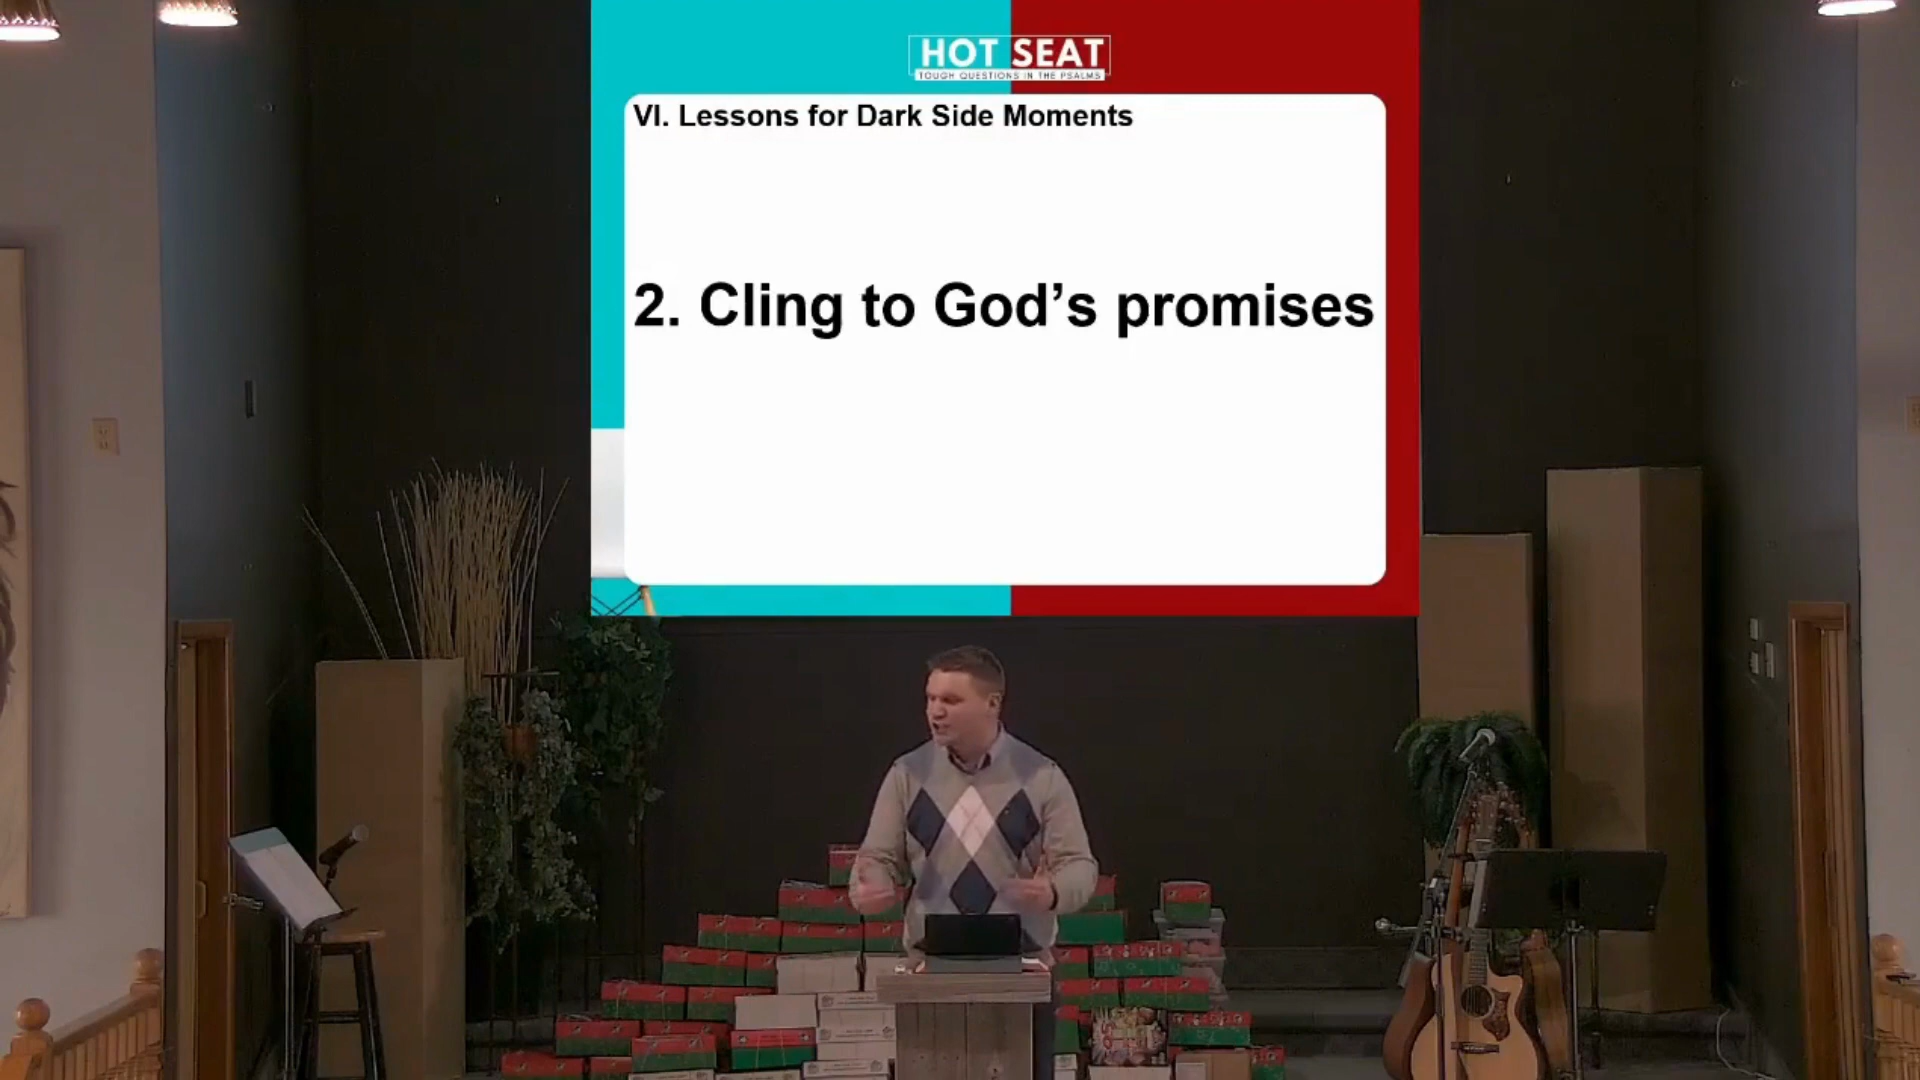 HOT SEAT
TOUGH QUESTIONS IN THE PSALMS
VI. Lessons for Dark Side Moments
2. Cling to God’s promises